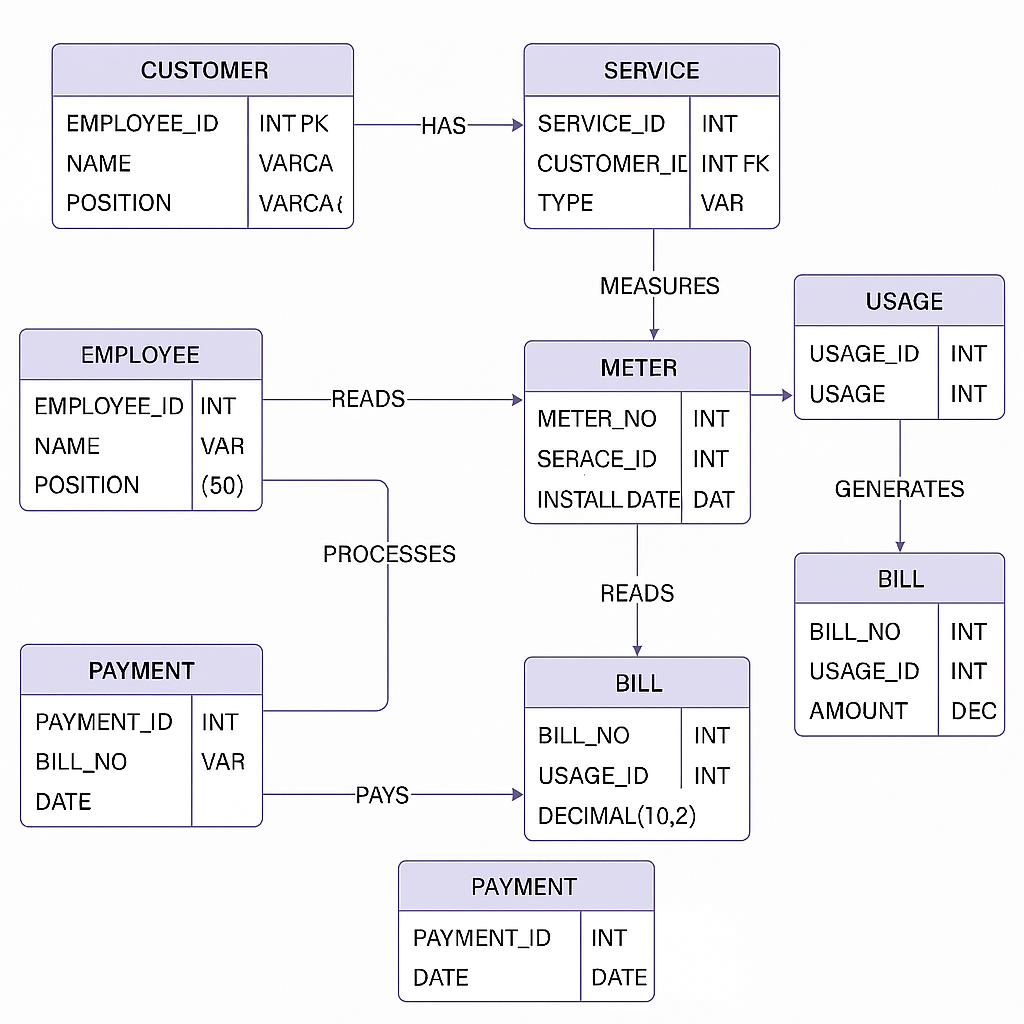 CUSTOMER
EMPLOYEE_ID INT PK
NAME VARCA
POSITION VARCA(
HAS
SERVICE
SERVICE_ID INT
CUSTOMER_ID INT FK
TYPE VAR
MEASURES
USAGE
USAGE_ID INT
USAGE INT
EMPLOYEE
EMPLOYEE_ID INT
NAME VAR
POSITION (50)
READS
METER
METER_NO INT
SERACE_ID INT
INSTALL DATE DAT
GENERATES
PROCESSES
READS
BILL
BILL_NO INT
USAGE_ID INT
AMOUNT DEC
PAYMENT
PAYMENT_ID INT
BILL_NO VAR
DATE
PAYS
BILL
BILL_NO INT
USAGE_ID INT
DECIMAL(10,2)
PAYMENT
PAYMENT_ID INT
DATE DATE